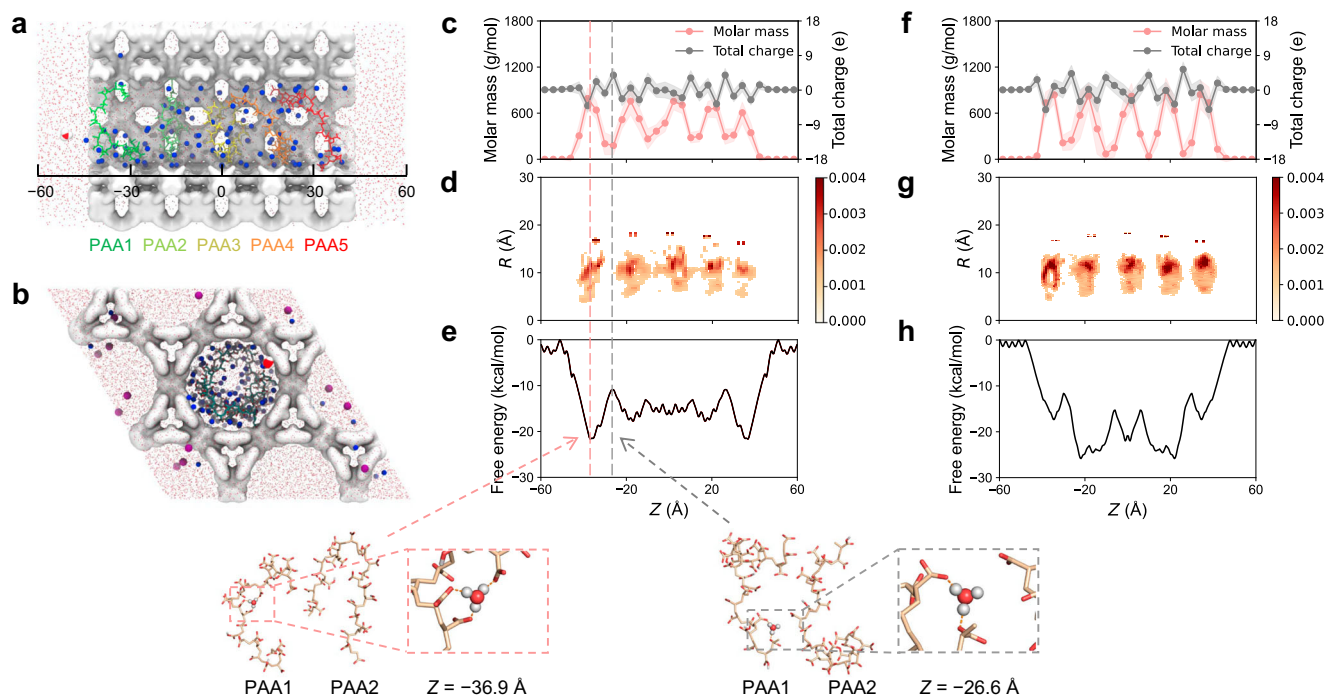 a
−60
−30
0
30
60
PAA1 PAA2 PAA3 PAA4 PAA5
b
c
Molar mass (g/mol)
1800
1200
600
0
Molar mass
Total charge
18
9
0
−9
−18
Total charge (e)
d
R (Å)
30
20
10
0
0.004
0.003
0.002
0.001
0.000
e
Free energy (kcal/mol)
0
−10
−20
−30
−60 −20 20 60
Z (Å)
f
Molar mass (g/mol)
1800
1200
600
0
Molar mass
Total charge
18
9
0
−9
−18
Total charge (e)
g
R (Å)
30
20
10
0
0.004
0.003
0.002
0.001
0.000
h
Free energy (kcal/mol)
0
−10
−20
−30
−60 −20 20 60
Z (Å)
PAA1 PAA2 Z = −36.9 Å
PAA1 PAA2 Z = −26.6 Å